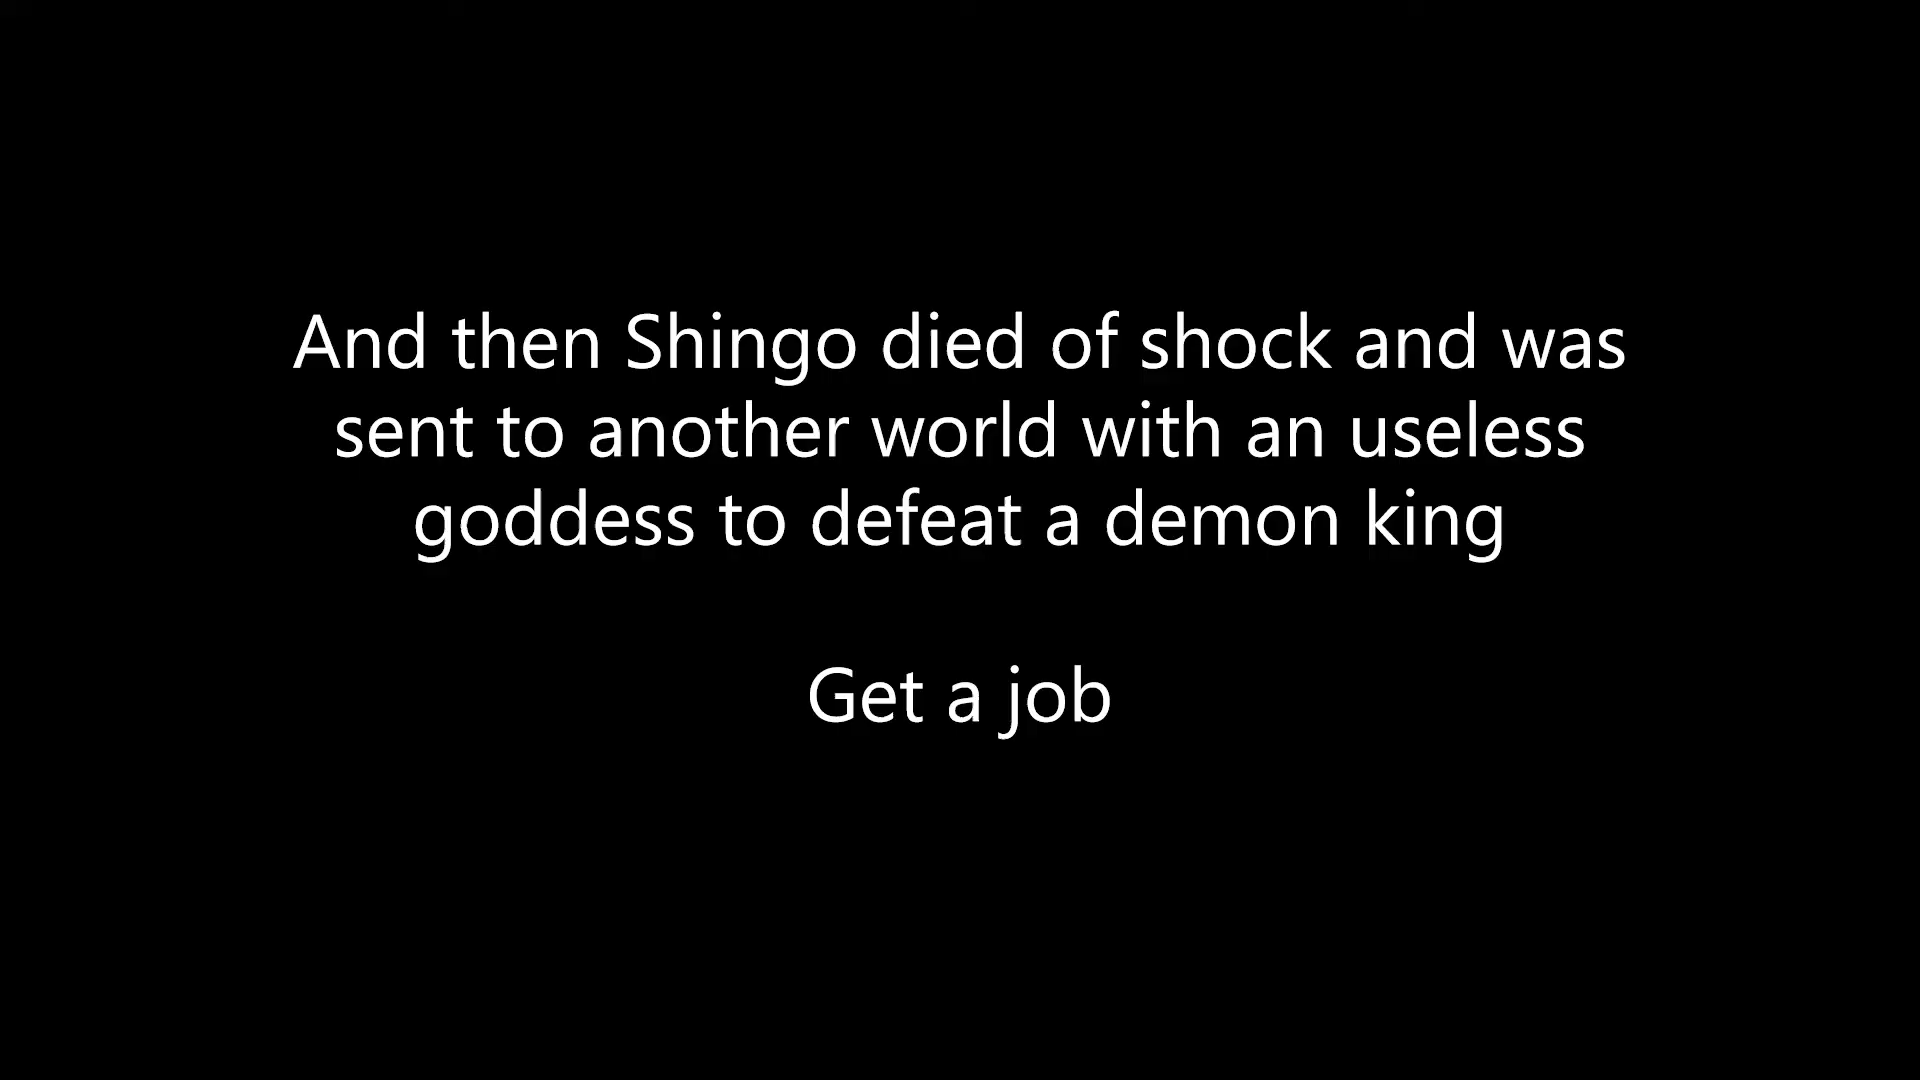 And then Shingo died of shock and was
sent to another world with an useless
goddess to defeat a demon king
Get a job